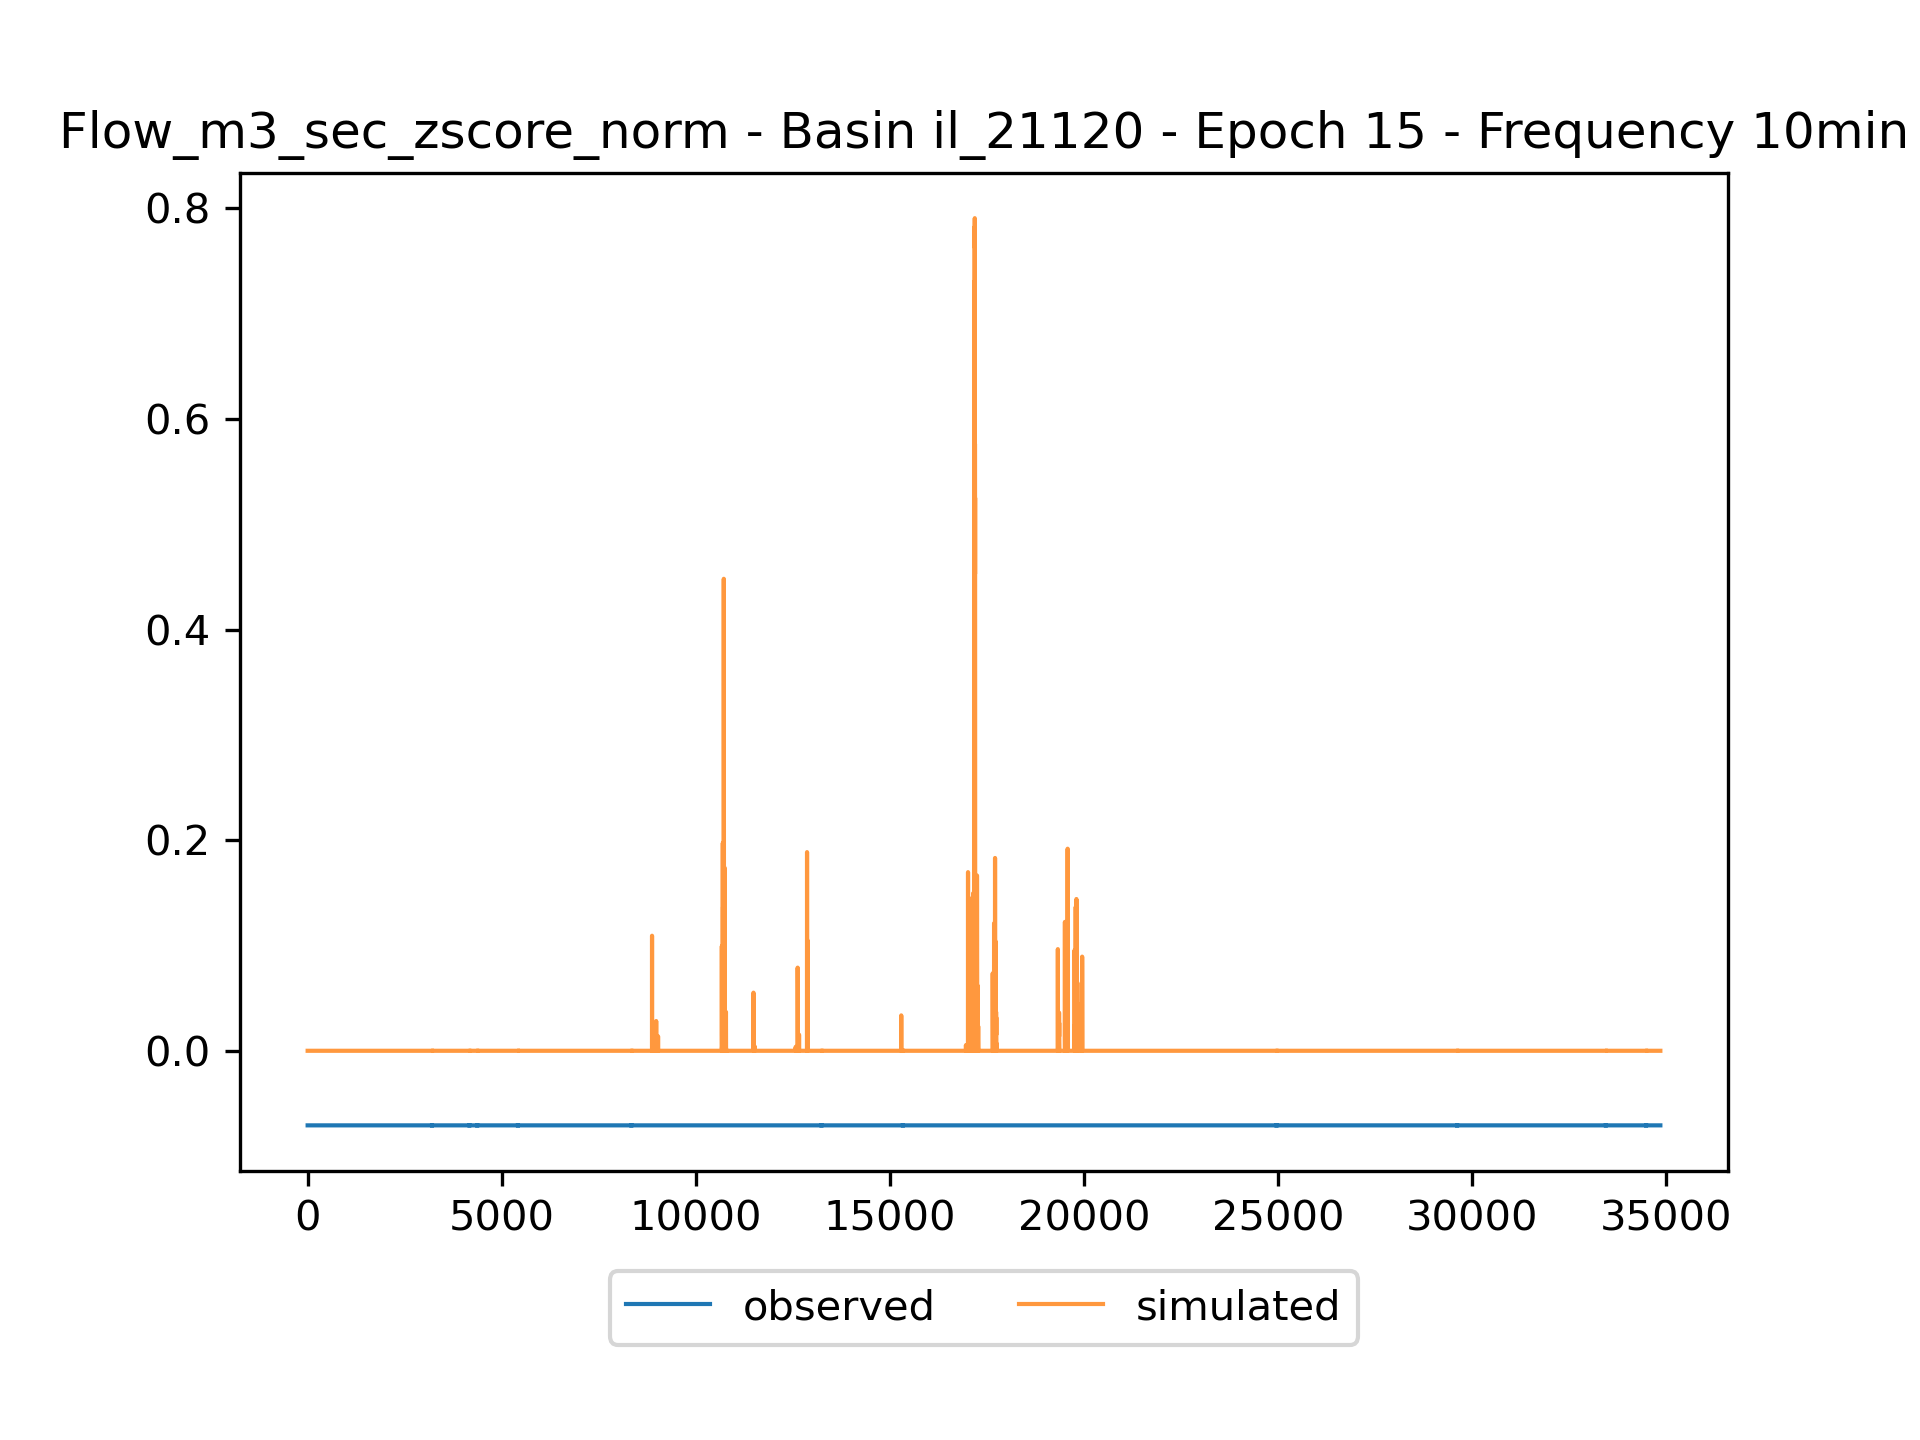 Flow_m3_sec_zscore_norm - Basin il_21120 - Epoch 15 - Frequency 10min
0.8
0.6
0.4
0.2
0.0
0 5000 10000 15000 20000 25000 30000 35000
observed simulated